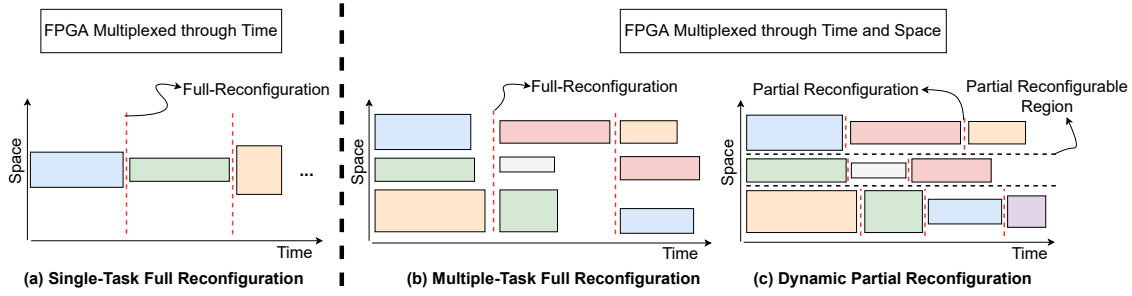 FPGA Multiplexed through Time
FPGA Multiplexed through Time and Space
Full-Reconfiguration
Space
...
Time
(a) Single-Task Full Reconfiguration
Full-Reconfiguration
Space
Time
(b) Multiple-Task Full Reconfiguration
Partial Reconfiguration
Partial Reconfigurable
Region
Space
Time
(c) Dynamic Partial Reconfiguration